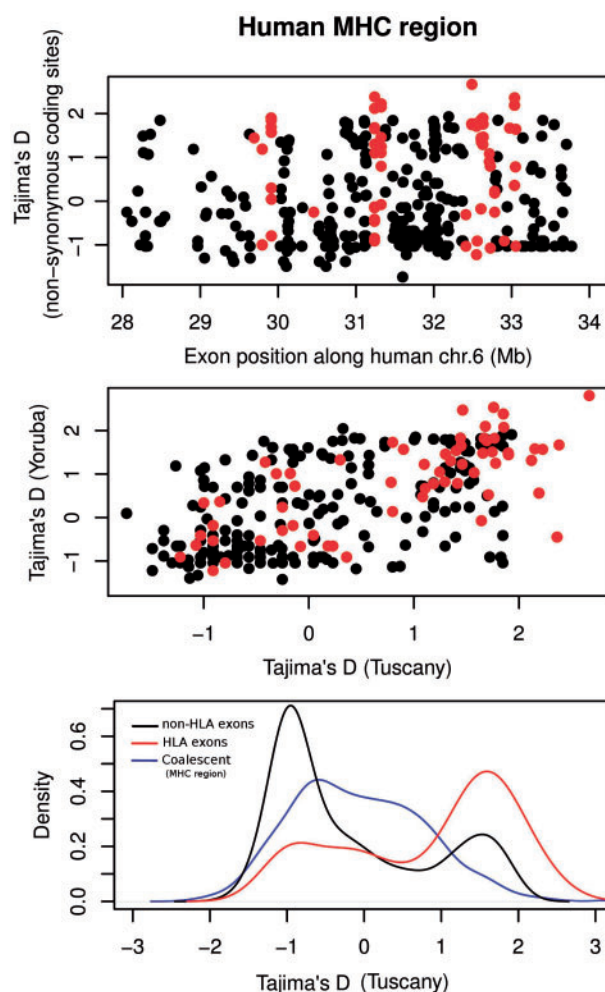 Human MHC region
Tajima's D
(non−synonymous coding sites)
2
1
0
−1
28 29 30 31 32 33 34
Exon position along human chr.6 (Mb)
Tajima's D (Yoruba)
2
1
0
−1
−1 0 1 2
Tajima's D (Tuscany)
Density
0.6
0.4
0.2
0.0
non-HLA exons
HLA exons
Coalescent
(MHC region)
−3 −2 −1 0 1 2 3
Tajima's D (Tuscany)